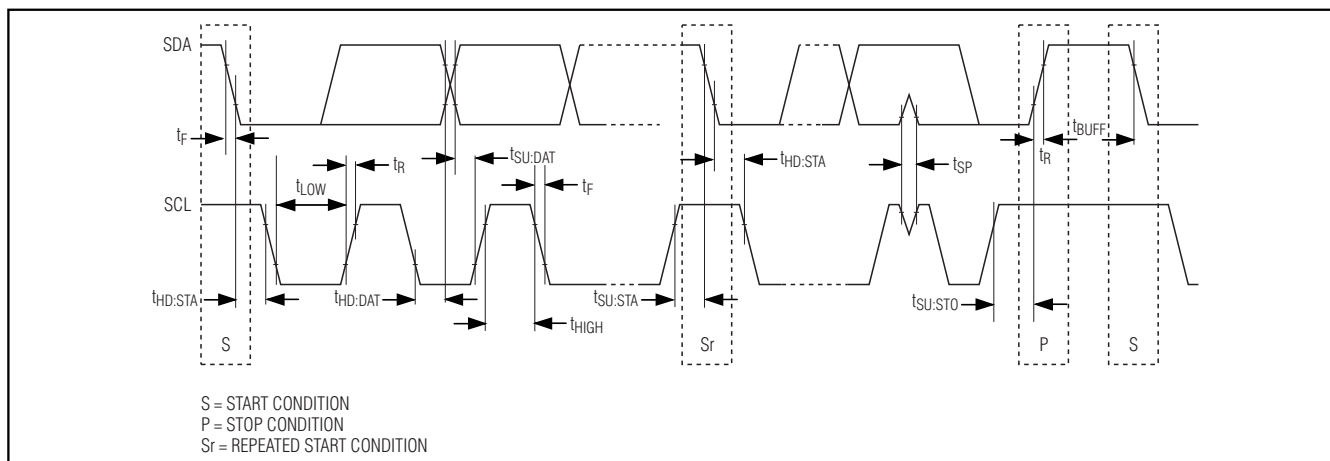 SDA
tF
tR
tSU:DAT
tHD:STA
tSP
tR
tBUFF
tLOW
tF
SCL
tHD:STA
tHD:DAT
tHIGH
tSU:STA
tSU:STO
S
Sr
P
S
S = START CONDITION
P = STOP CONDITION
Sr = REPEATED START CONDITION